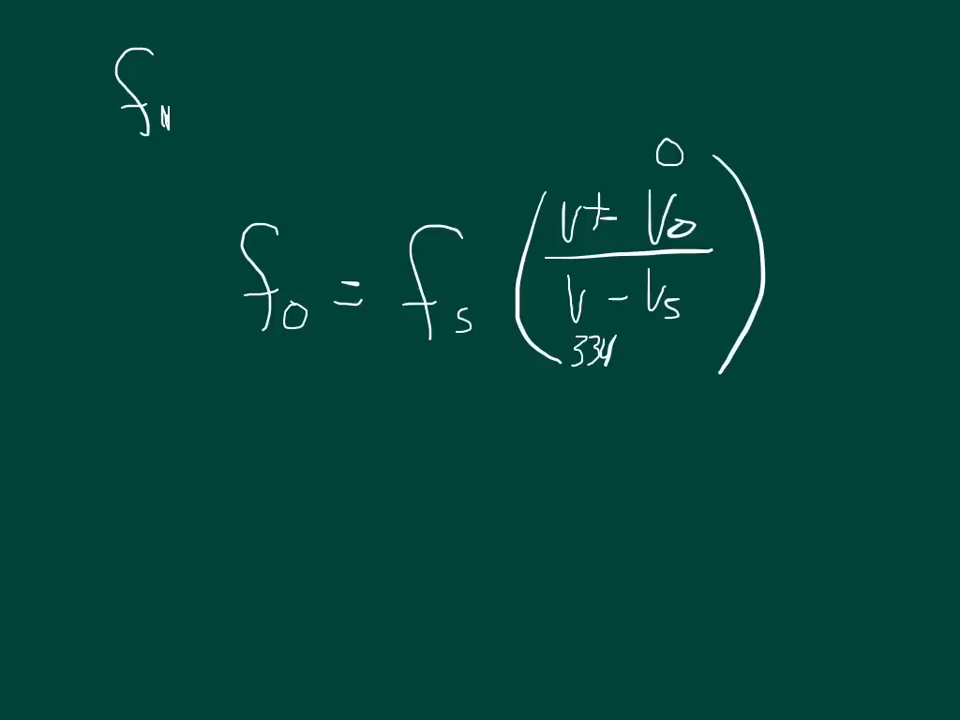 f_N
0
f_0 = f_s ( (v ± v_0) / (v - v_s) )
334